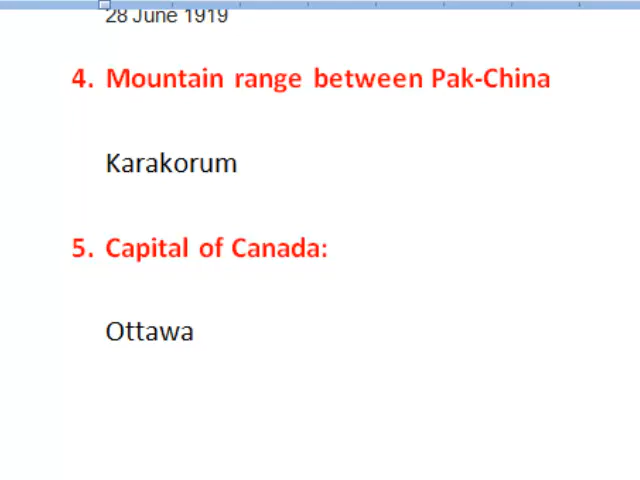 28 June 1919
4. Mountain range between Pak-China
Karakorum
5. Capital of Canada:
Ottawa